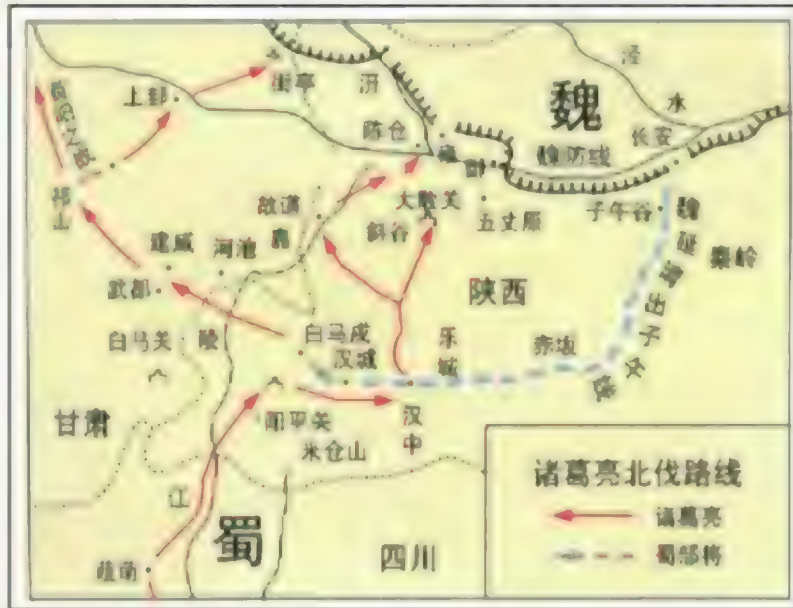 街亭
汧
泾
水
魏
上邽
陈仓
长安
魏防线
祁山
故道
大散关
斜谷
五丈原
子午谷
秦岭
建威
河池
武都
陕西
白马关
白马戍
汉城
乐城
赤坂
阳平关
汉中
甘肃
米仓山
江
蜀
四川
诸葛亮北伐路线
诸葛亮
蜀部将